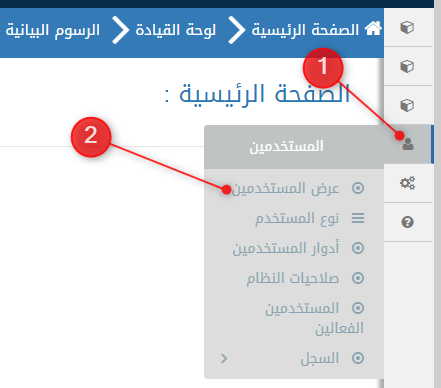 الصفحة الرئيسية لوحة القيادة الرسوم البيانية
1
الصفحة الرئيسية :
2
المستخدمين
عرض المستخدمين
نوع المستخدم
أدوار المستخدمين
صلاحيات النظام
المستخدمين
الفعالين
السجل